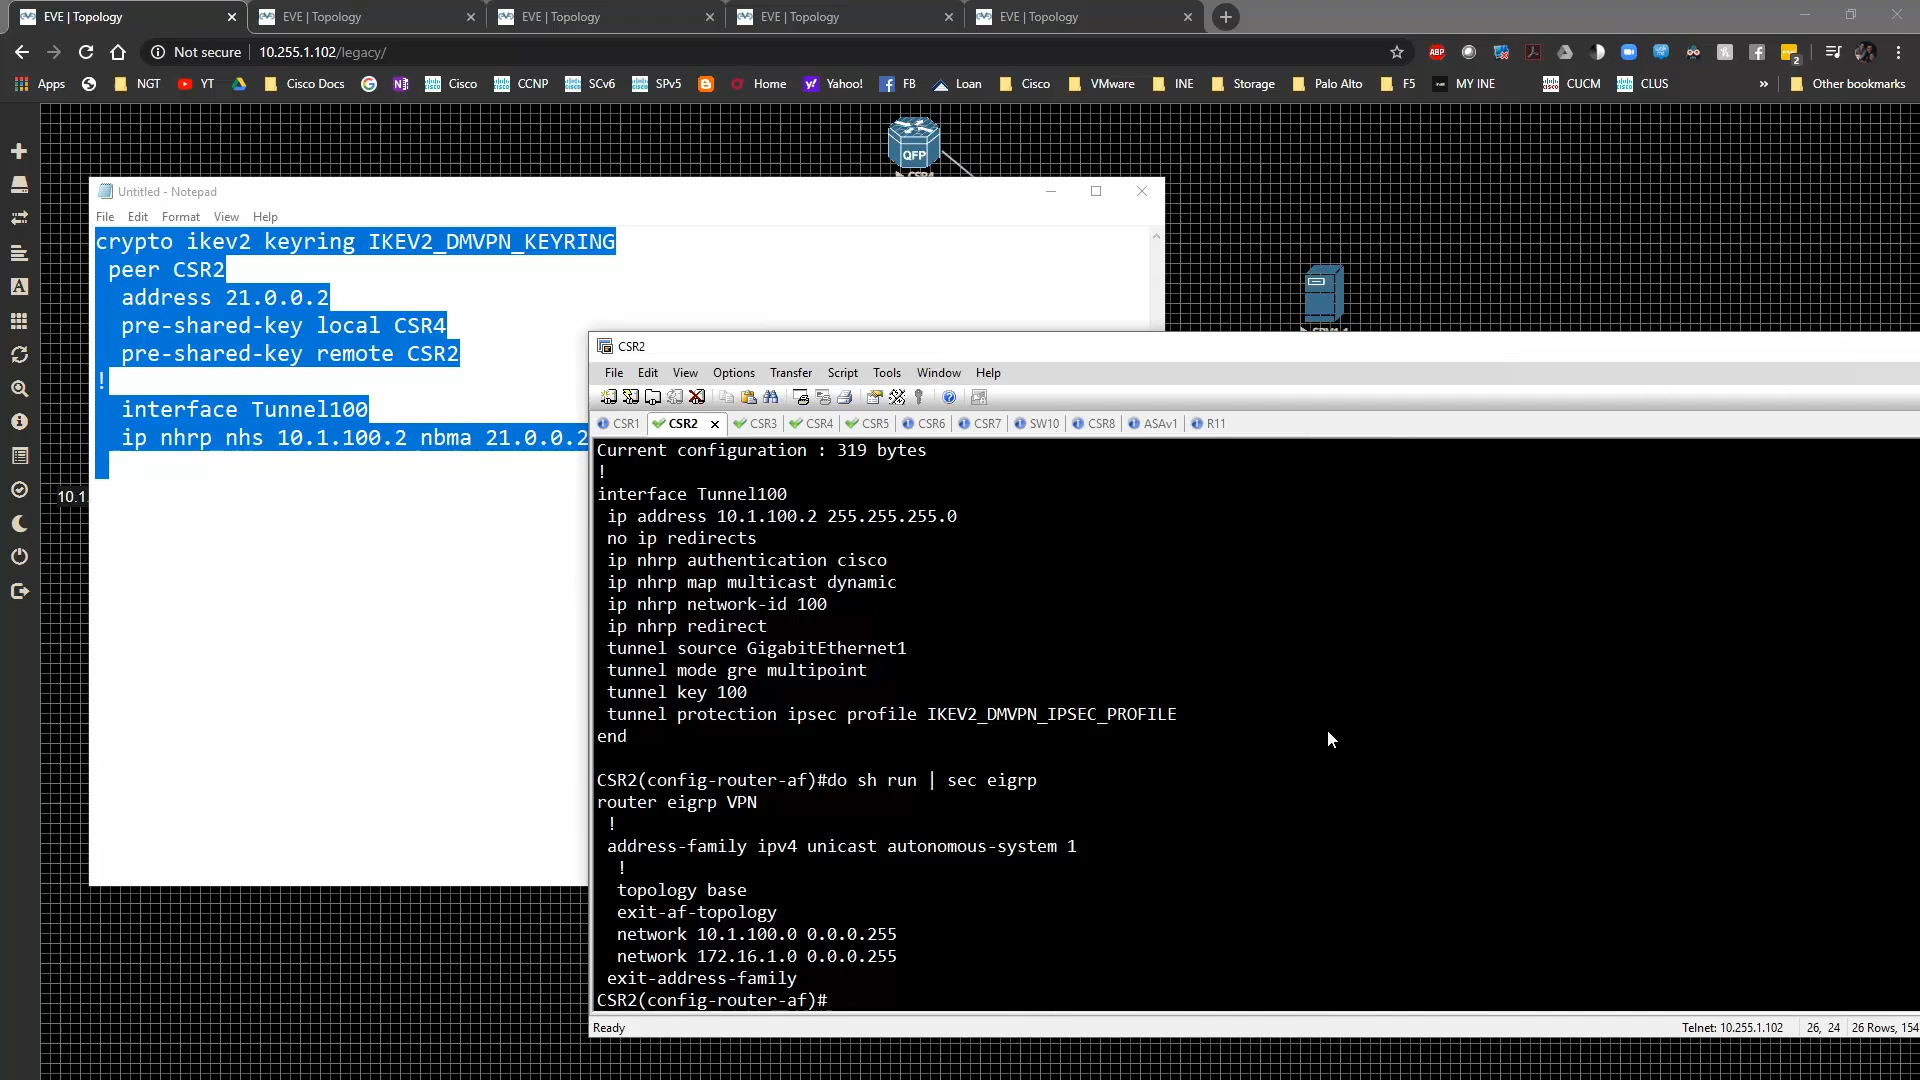 EVE | Topology
EVE | Topology
EVE | Topology
EVE | Topology
EVE | Topology
Not secure 10.255.1.102/legacy/
ABP
2
Apps NGT YT Cisco Docs Cisco CCNP SCv6 SPv5 Home Yahoo! FB Loan Cisco VMware INE Storage Palo Alto F5 MY INE CUCM CLUS » Other bookmarks
QFP
CSR4
Untitled - Notepad
File Edit Format View Help
crypto ikev2 keyring IKEV2_DMVPN_KEYRING
peer CSR2
address 21.0.0.2
pre-shared-key local CSR4
pre-shared-key remote CSR2
!
interface Tunnel100
ip nhrp nhs 10.1.100.2 nbma 21.0.0.2
10.1.
CSR2
File Edit View Options Transfer Script Tools Window Help
CSR1 CSR2 CSR3 CSR4 CSR5 CSR6 CSR7 SW10 CSR8 ASAv1 R11
Current configuration : 319 bytes
!
interface Tunnel100
ip address 10.1.100.2 255.255.255.0
no ip redirects
ip nhrp authentication cisco
ip nhrp map multicast dynamic
ip nhrp network-id 100
ip nhrp redirect
tunnel source GigabitEthernet1
tunnel mode gre multipoint
tunnel key 100
tunnel protection ipsec profile IKEV2_DMVPN_IPSEC_PROFILE
end
CSR2(config-router-af)#do sh run | sec eigrp
router eigrp VPN
!
address-family ipv4 unicast autonomous-system 1
!
topology base
exit-af-topology
network 10.1.100.0 0.0.0.255
network 172.16.1.0 0.0.0.255
exit-address-family
CSR2(config-router-af)#
Ready
Telnet: 10.255.1.102 26, 24 26 Rows, 154